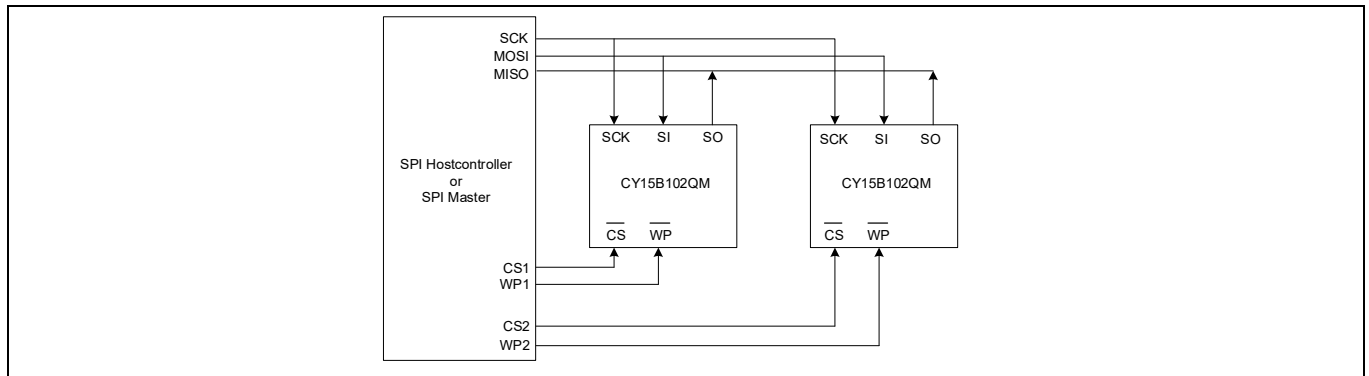 SCK
MOSI
MISO
SPI Hostcontroller
or
SPI Master
CS1
WP1
CS2
WP2
SCK SI SO
CY15B102QM
CS WP
SCK SI SO
CY15B102QM
CS WP